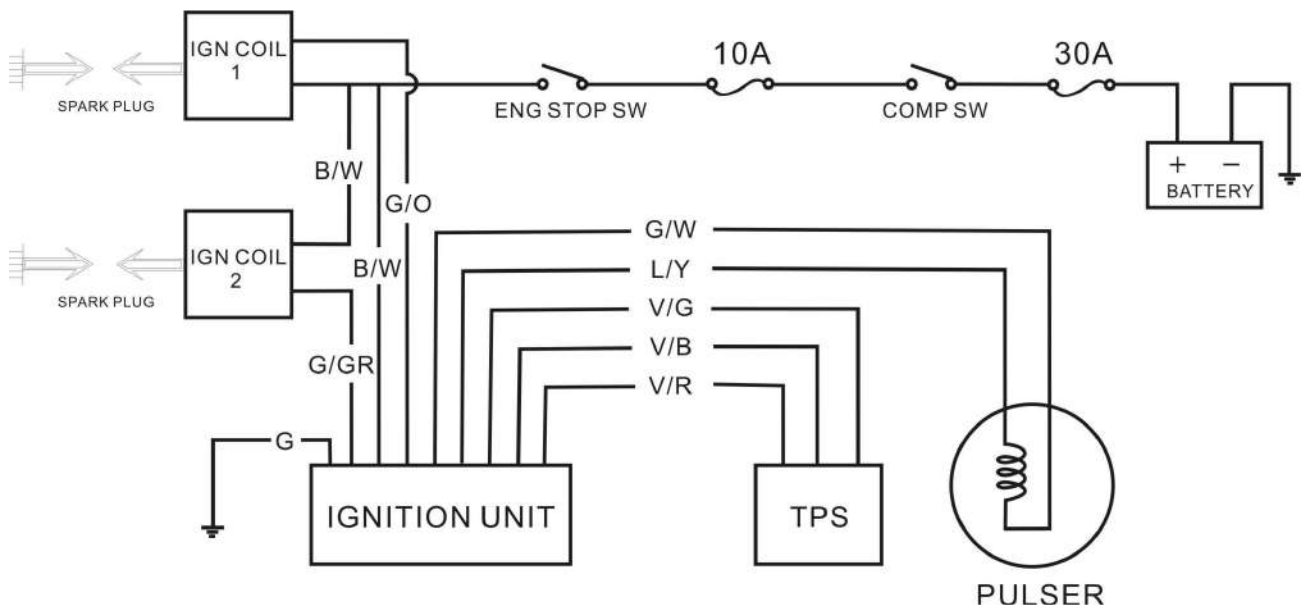 IGN COIL
1
SPARK PLUG
ENG STOP SW
10A
COMP SW
30A
+ −
BATTERY
B/W
G/O
IGN COIL
2
SPARK PLUG
B/W
G/W
L/Y
V/G
V/B
V/R
G/GR
G
IGNITION UNIT
TPS
PULSER